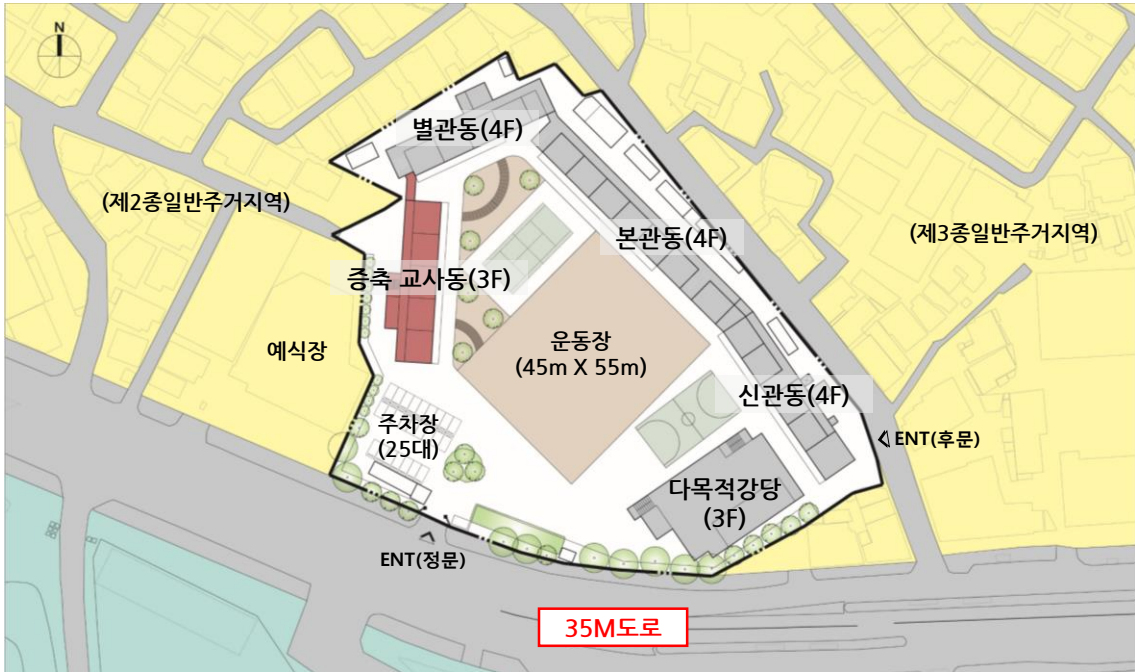 N
별관동(4F)
(제2종일반주거지역)
본관동(4F)
(제3종일반주거지역)
증축 교사동(3F)
운동장
(45m X 55m)
예식장
신관동(4F)
주차장
(25대)
ENT(후문)
다목적강당
(3F)
ENT(정문)
35M도로